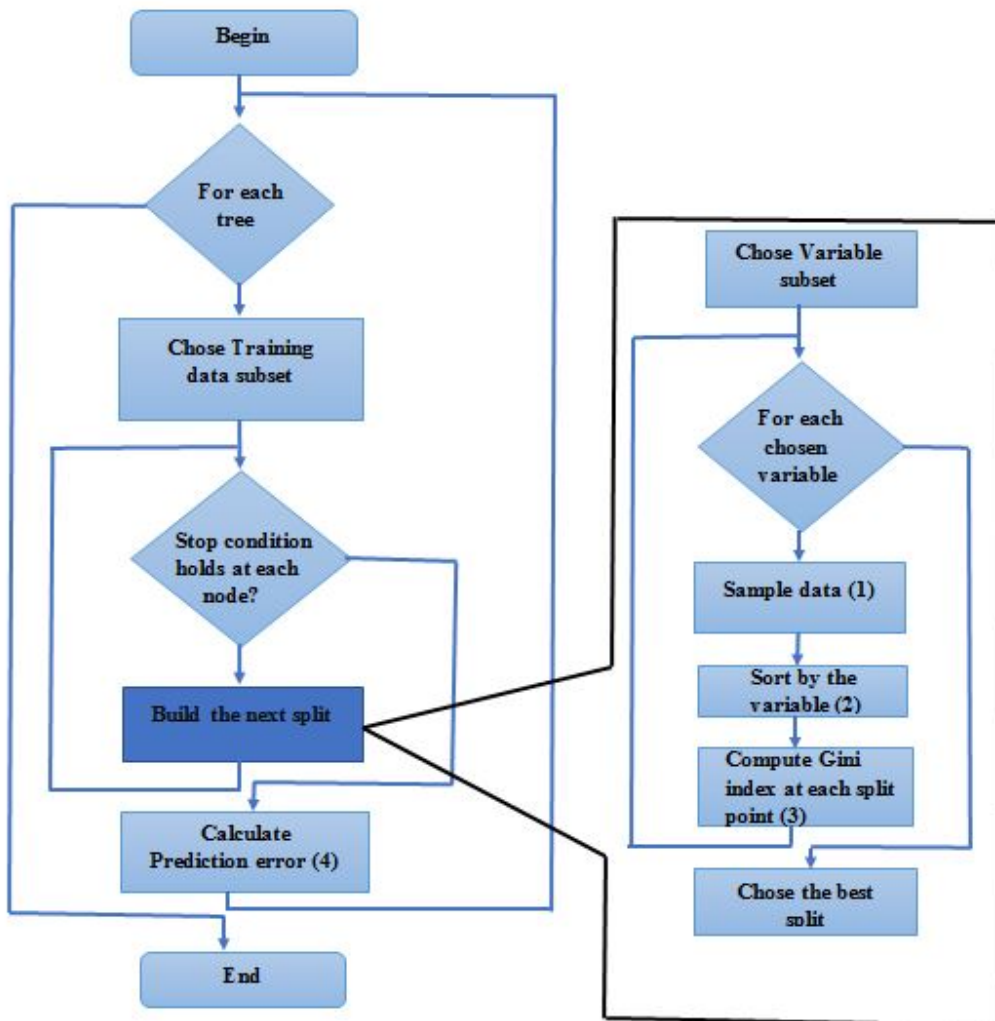 Begin
For each
tree
Chose Training
data subset
Stop condition
holds at each
node?
Build the next split
Calculate
Prediction error (4)
End
Chose Variable
subset
For each
chosen
variable
Sample data (1)
Sort by the
variable (2)
Compute Gini
index at each split
point (3)
Chose the best
split